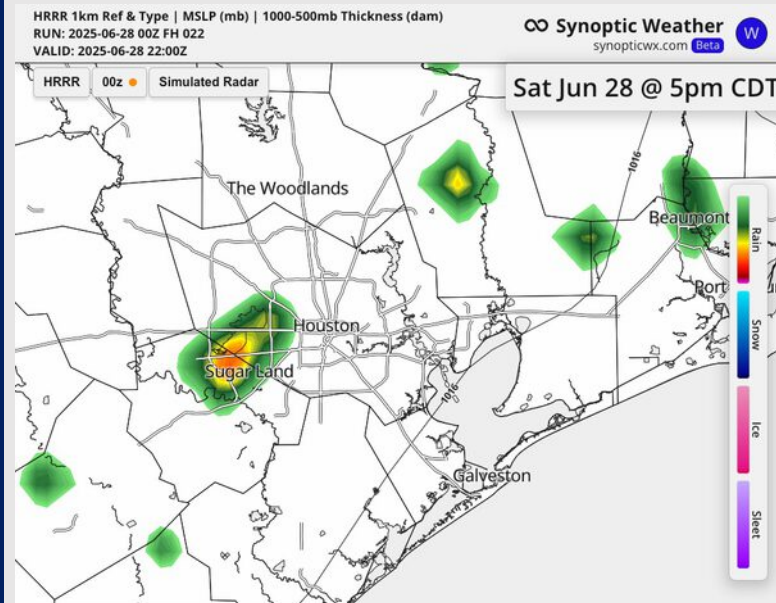 HRRR 1km Ref & Type | MSLP (mb) | 1000-500mb Thickness (dam)
RUN: 2025-06-28 00Z FH 022
VALID: 2025-06-28 22:00Z
Synoptic Weather
synopticwx.com Beta
W
HRRR
00z
Simulated Radar
Sat Jun 28 @ 5pm CDT
1016
The Woodlands
Beaumont
Rain
Port
Houston
Snow
Sugar Land
1016
Ice
Galveston
Sleet